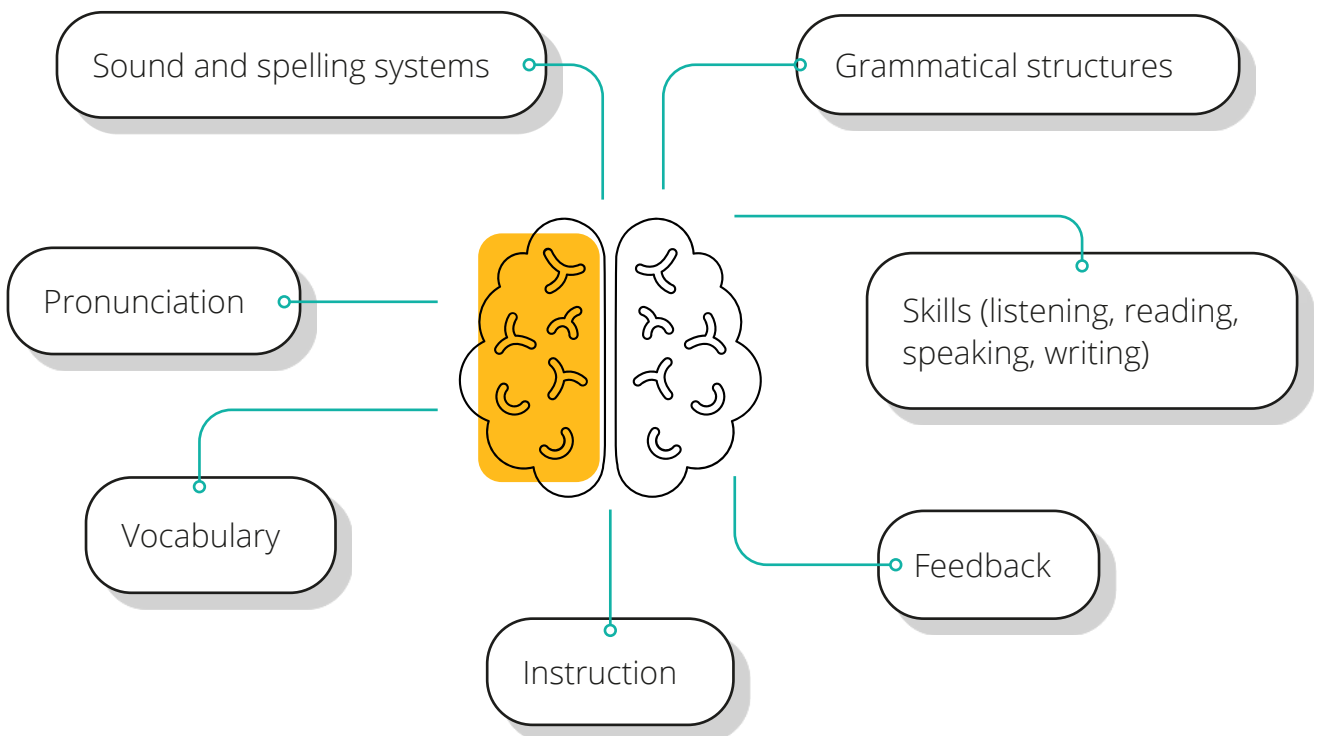 Sound and spelling systems
Grammatical structures
Pronunciation
Skills (listening, reading,
speaking, writing)
Vocabulary
Feedback
Instruction